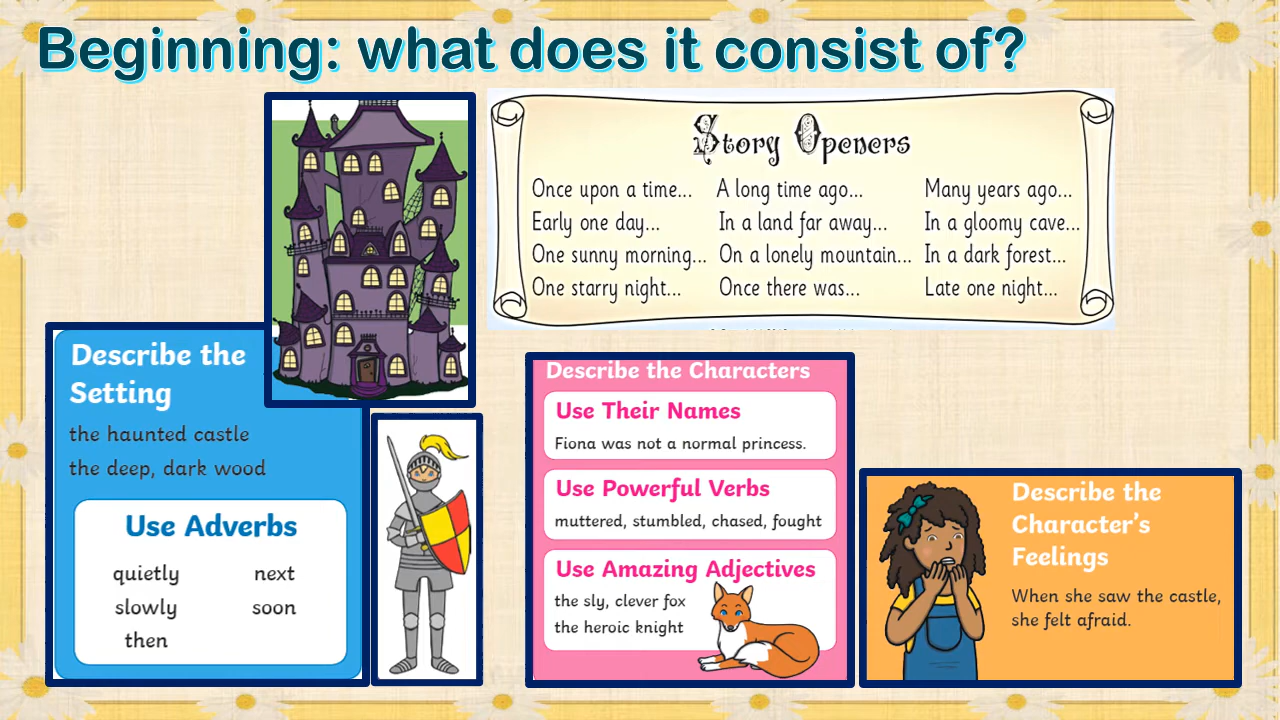 Beginning: what does it consist of?
Story Openers
Once upon a time... A long time ago... Many years ago...
Early one day... In a land far away... In a gloomy cave...
One sunny morning... On a lonely mountain... In a dark forest...
One starry night... Once there was... Late one night...
Describe the
Setting
the haunted castle
the deep, dark wood
Use Adverbs
quietly next
slowly soon
then
Describe the Characters
Use Their Names
Fiona was not a normal princess.
Use Powerful Verbs
muttered, stumbled, chased, fought
Use Amazing Adjectives
the sly, clever fox
the heroic knight
Describe the
Character's
Feelings
When she saw the castle,
she felt afraid.